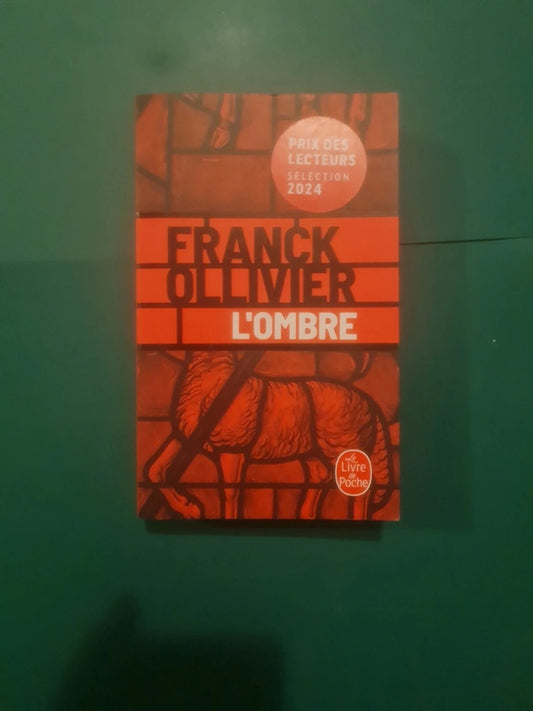 PRIX DES
LECTEURS
SÉLECTION
2024
FRANCK
OLLIVIER
L'OMBRE
Le
Livre
de
Poche